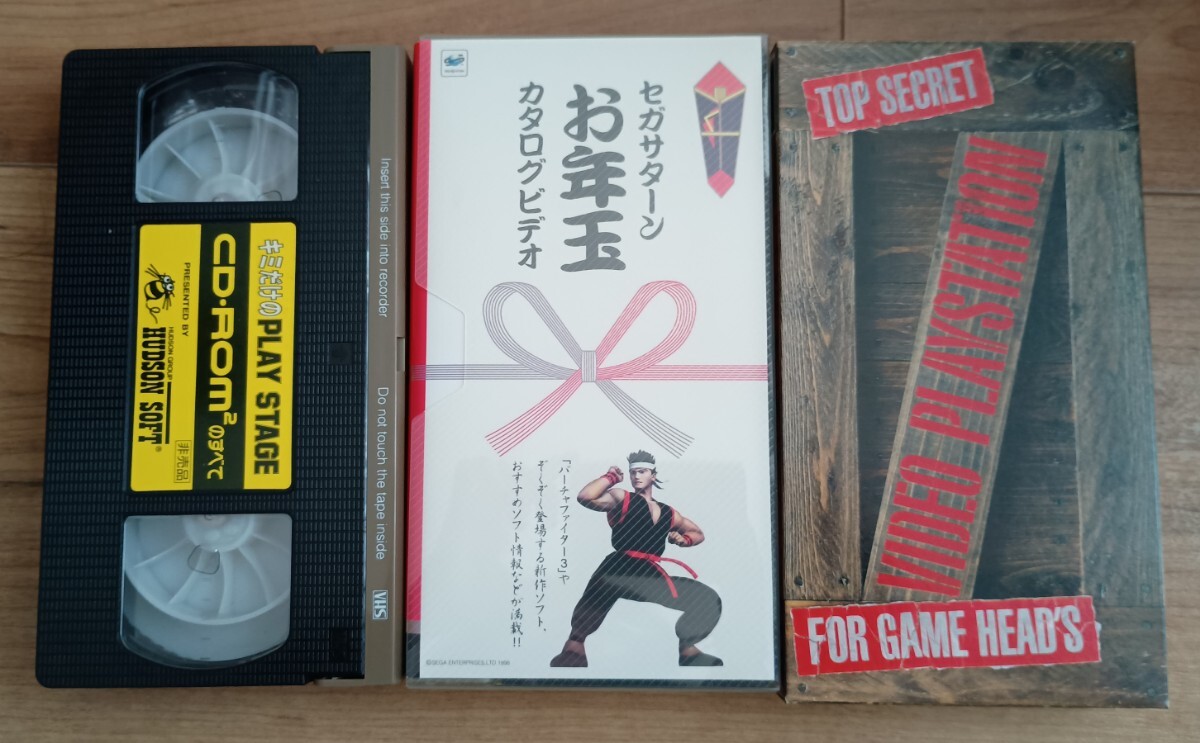 キミだけのPLAY STAGE
CD・ROM²のすべて
PRESENTED BY
HUDSON GROUP
HUDSON SOFT®
非売品
Insert this side into recorder
Do not touch the tape inside
VHS
セガサターン
お年玉
カタログビデオ
「バーチャファイター3」や
ぞくぞく登場する新作ソフト、
おすすめソフト情報などが満載!!
©SEGA ENTERPRISES,LTD 1996
TOP SECRET
VIDEO PLAYSTATION
FOR GAME HEAD'S